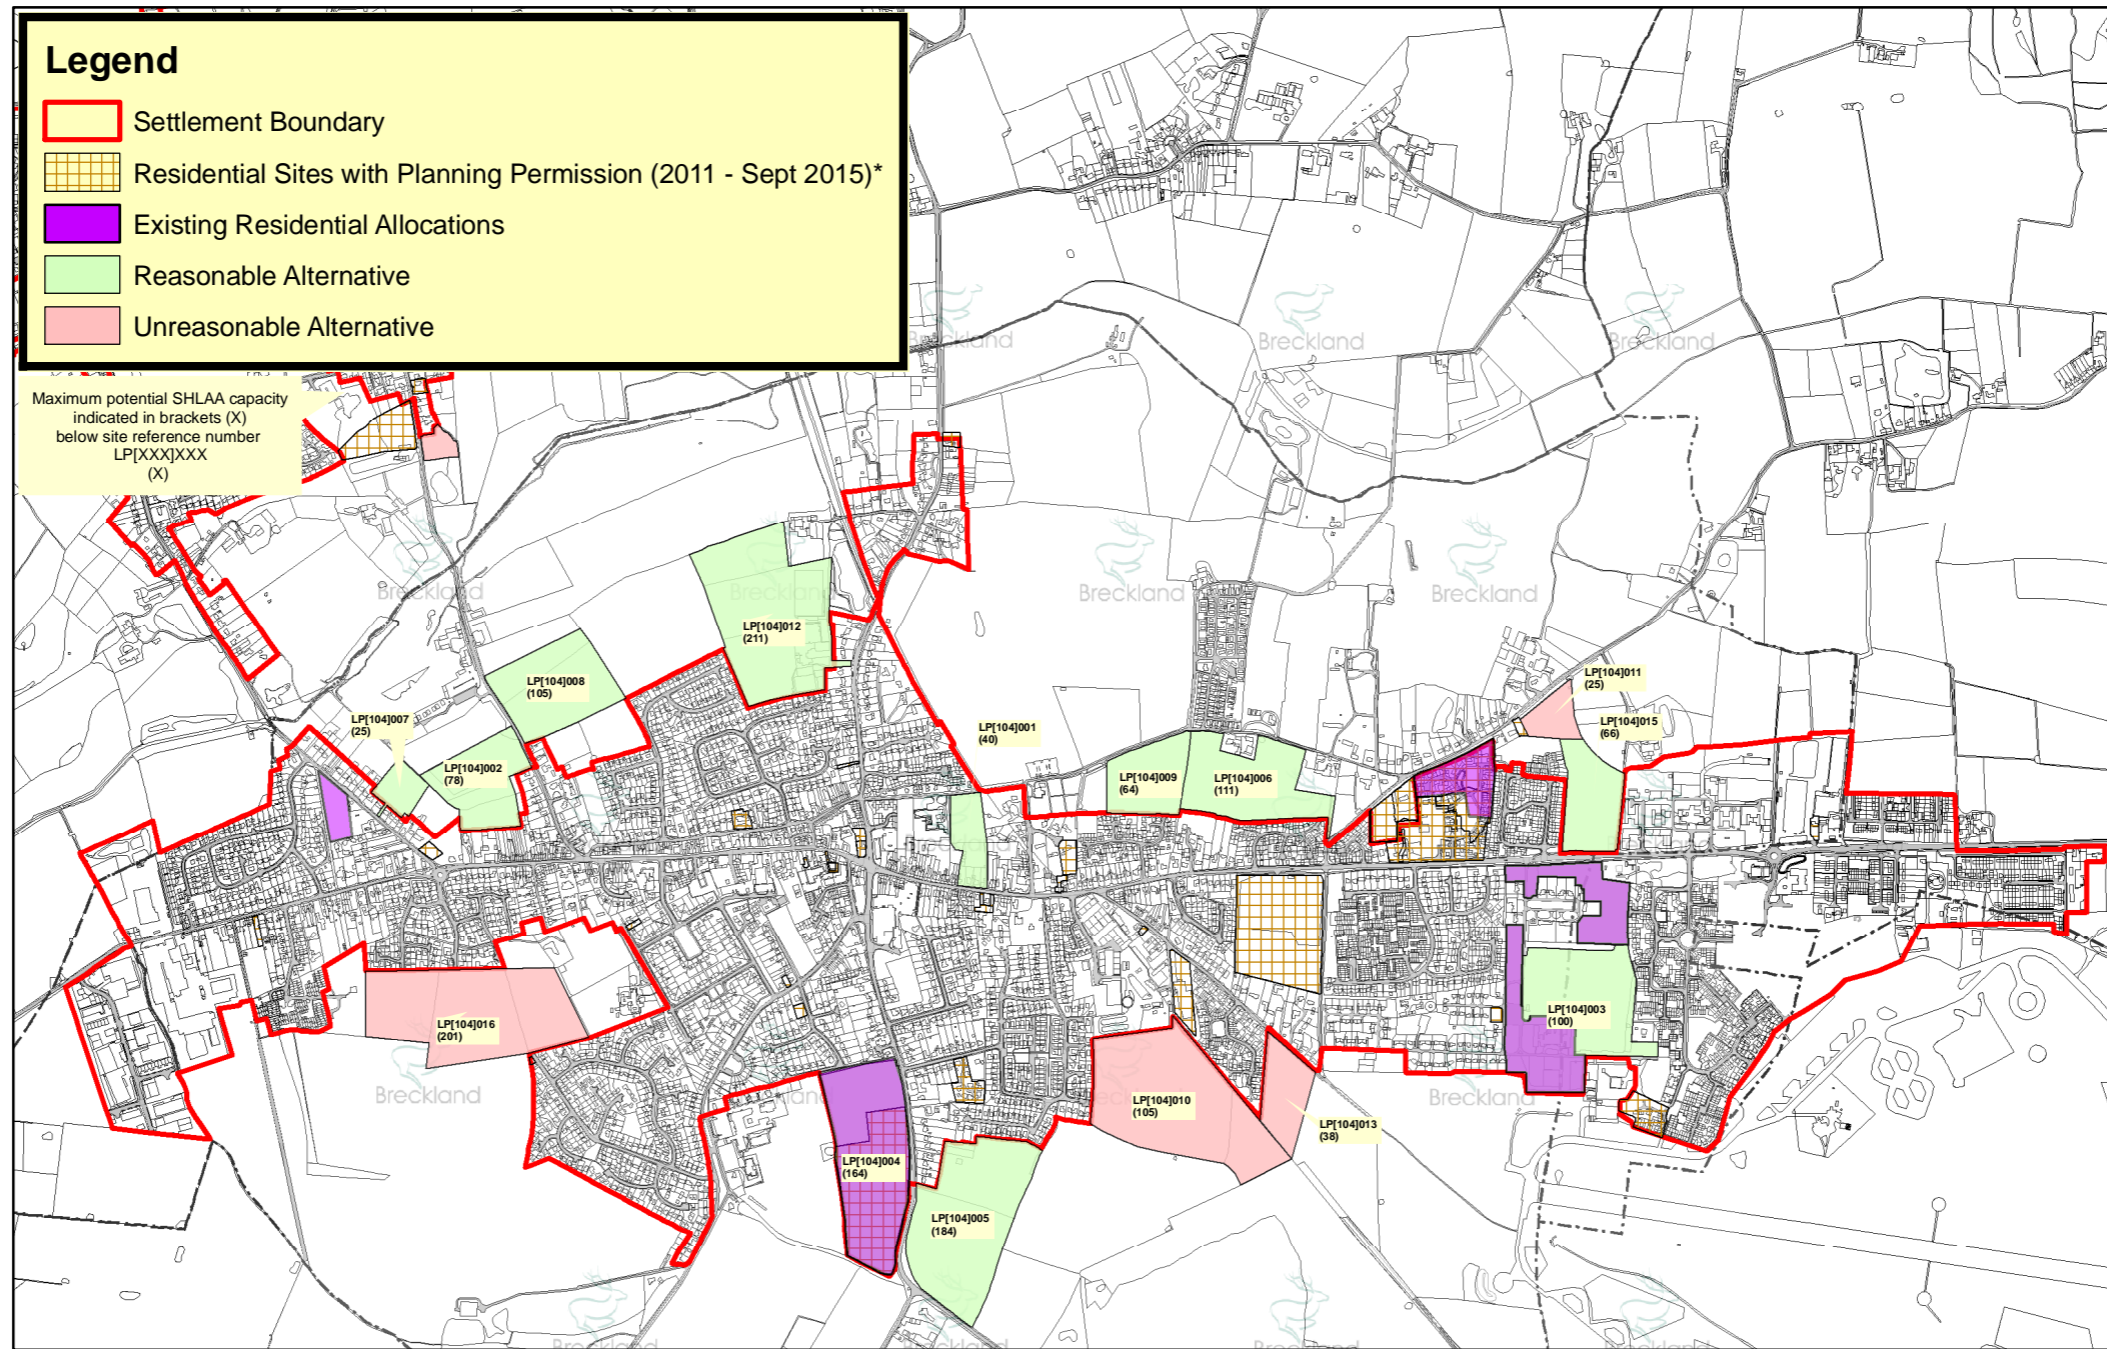 Legend
Settlement Boundary
Residential Sites with Planning Permission (2011 - Sept 2015)*
Existing Residential Allocations
Reasonable Alternative
Unreasonable Alternative
Maximum potential SHLAA capacity
indicated in brackets (X)
below site reference number
LP[XXX]XXX
(X)
Breckland
Breckland
Breckland
Breckland
Breckland
Breckland
Breckland
LP[104]012
(211)
LP[104]008
(105)
LP[104]007
(25)
LP[104]002
(78)
LP[104]001
(40)
LP[104]009
(64)
LP[104]006
(111)
LP[104]011
(25)
LP[104]015
(66)
LP[104]003
(100)
LP[104]016
(201)
Breckland
Breckland
LP[104]010
(105)
LP[104]013
(38)
LP[104]004
(164)
LP[104]005
(184)
Breckland
Breckland
Breckland
Breckland